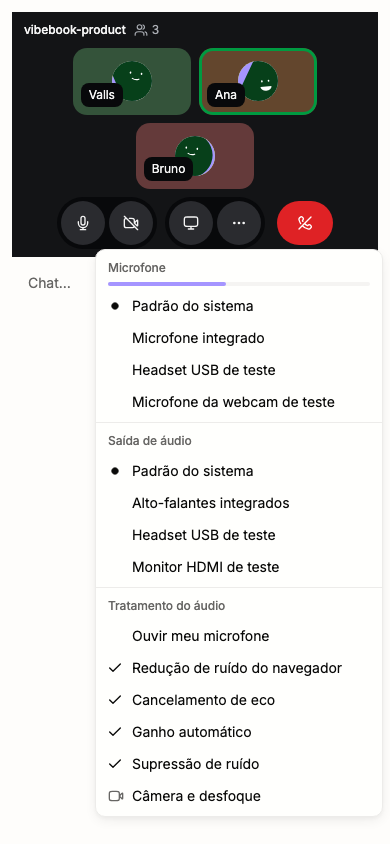 vibebook-product 3
Valls
Ana
Bruno
Chat...
Microfone
Padrão do sistema
Microfone integrado
Headset USB de teste
Microfone da webcam de teste
Saída de áudio
Padrão do sistema
Alto-falantes integrados
Headset USB de teste
Monitor HDMI de teste
Tratamento do áudio
Ouvir meu microfone
Redução de ruído do navegador
Cancelamento de eco
Ganho automático
Supressão de ruído
Câmera e desfoque